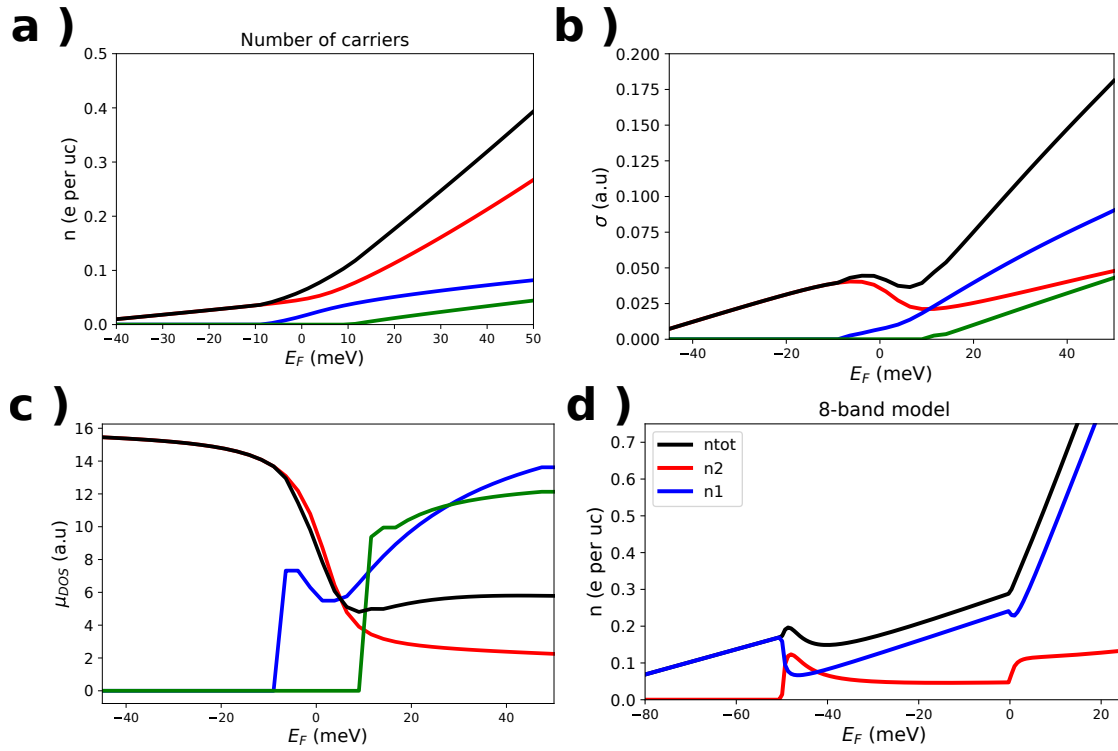 a )
Number of carriers
0.5
0.4
0.3
0.2
0.1
0.0
n (e per uc)
−40 −30 −20 −10 0 10 20 30 40 50
E_F (meV)
b )
0.200
0.175
0.150
0.125
0.100
0.075
0.050
0.025
0.000
σ (a.u)
−40 −20 0 20 40
E_F (meV)
c )
16
14
12
10
8
6
4
2
0
μ_DOS (a.u)
−40 −20 0 20 40
E_F (meV)
d )
8-band model
ntot
n2
n1
0.7
0.6
0.5
0.4
0.3
0.2
0.1
0.0
n (e per uc)
−80 −60 −40 −20 0 20
E_F (meV)